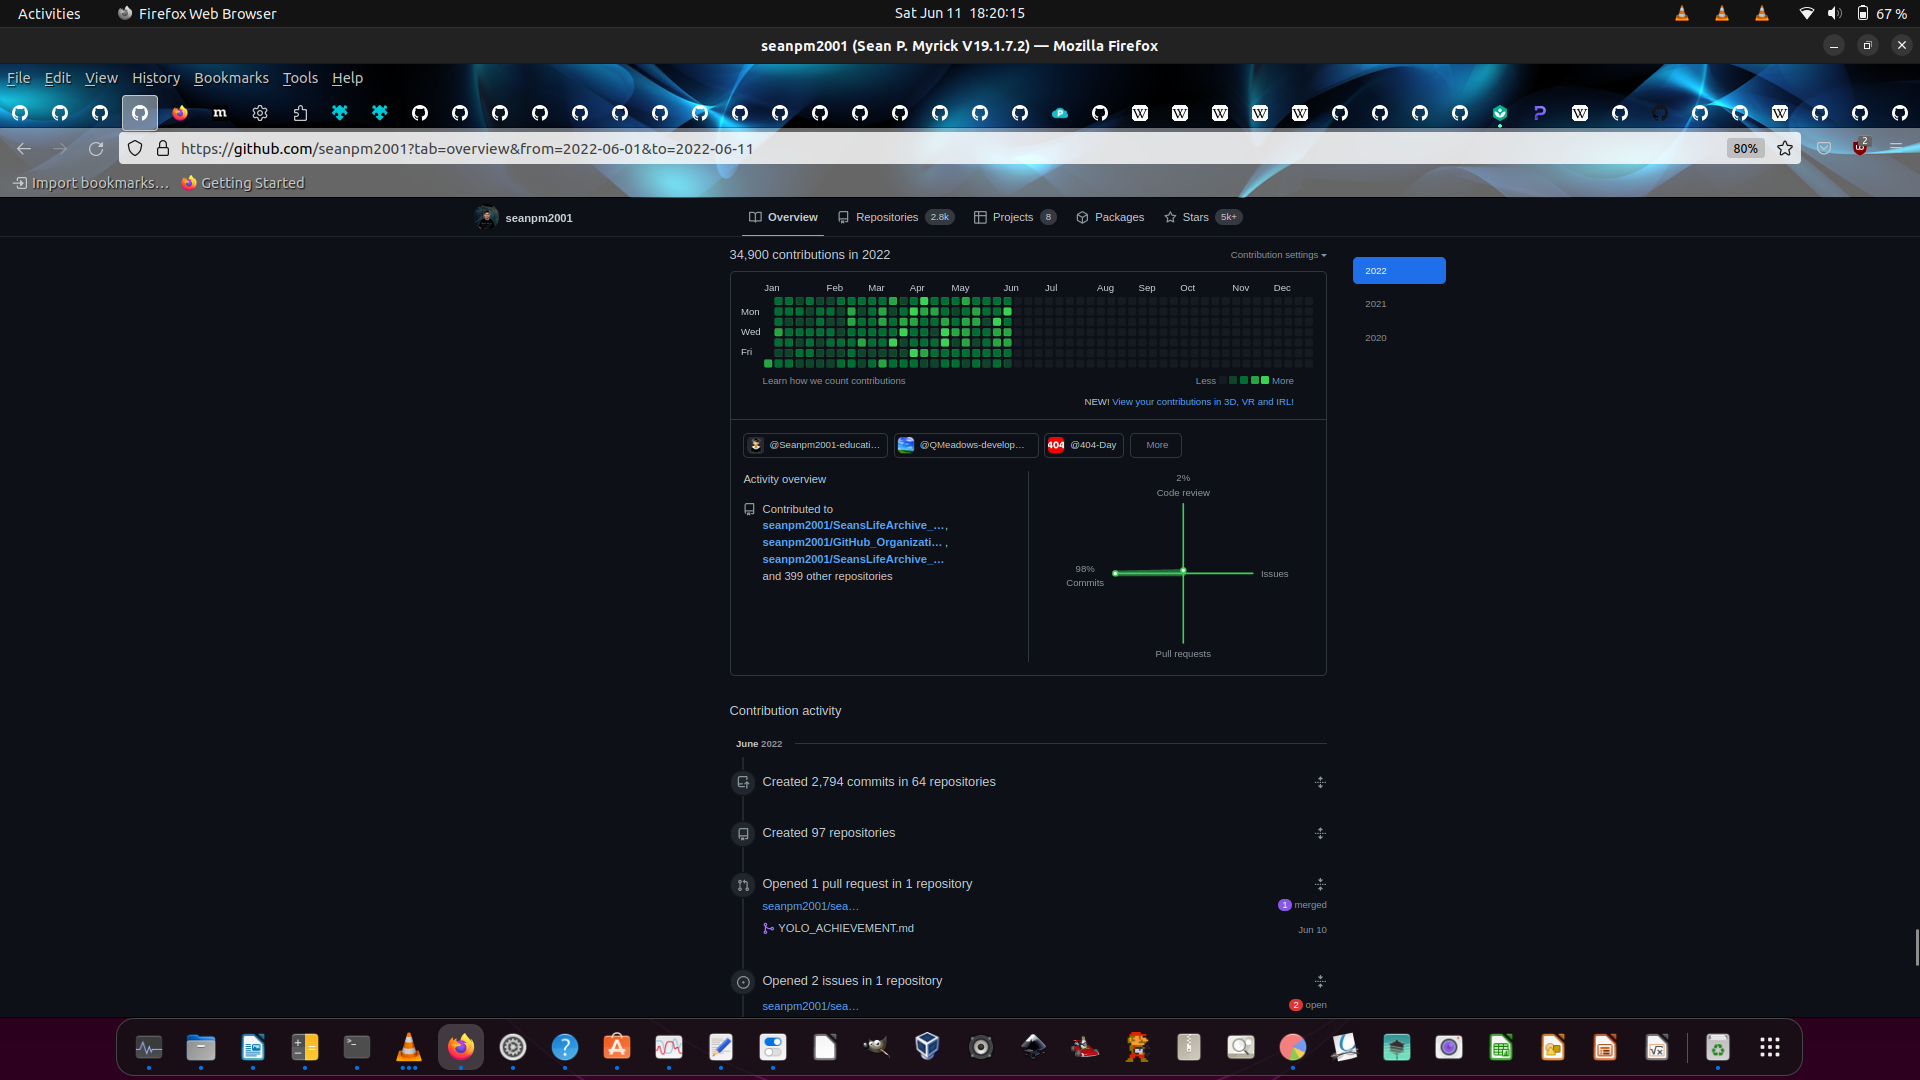 Activities Firefox Web Browser Sat Jun 11 18:20:15 67 %
seanpm2001 (Sean P. Myrick V19.1.7.2) — Mozilla Firefox
File Edit View History Bookmarks Tools Help
https://github.com/seanpm2001?tab=overview&from=2022-06-01&to=2022-06-11 80% 2
Import bookmarks... Getting Started
seanpm2001 Overview Repositories 2.8k Projects 8 Packages Stars 5k+
34,900 contributions in 2022 Contribution settings
2022
2021
2020
Jan Feb Mar Apr May Jun Jul Aug Sep Oct Nov Dec
Mon
Wed
Fri
Learn how we count contributions Less More
NEW! View your contributions in 3D, VR and IRL!
@Seanpm2001-educati... @QMeadows-develop... 404 @404-Day More
Activity overview
Contributed to
seanpm2001/SeansLifeArchive_...,
seanpm2001/GitHub_Organizati... ,
seanpm2001/SeansLifeArchive_...
and 399 other repositories
2%
Code review
98%
Commits
Issues
Pull requests
Contribution activity
June 2022
Created 2,794 commits in 64 repositories
Created 97 repositories
Opened 1 pull request in 1 repository
seanpm2001/sea... 1 merged
YOLO_ACHIEVEMENT.md Jun 10
Opened 2 issues in 1 repository
seanpm2001/sea... 2 open